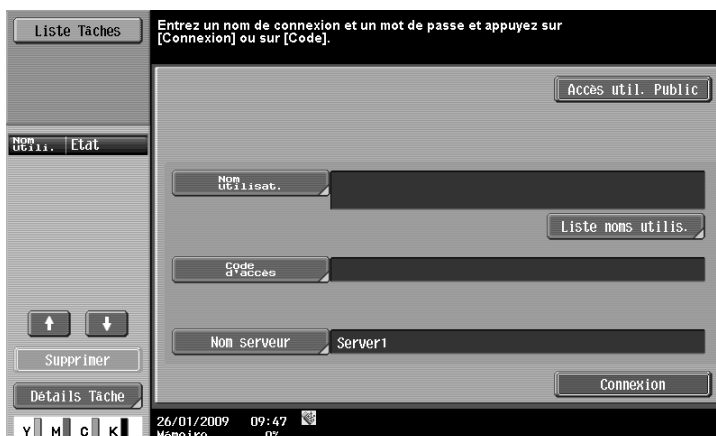 Liste Tâches
Entrez un nom de connexion et un mot de passe et appuyez sur
[Connexion] ou sur [Code].
Accès util. Public
Nom
utili.
Etat
Nom
utilisat.
Liste noms utilis.
Code
d'accès
Nom serveur
Server1
Supprimer
Détails Tâche
Connexion
Y M C K
26/01/2009 09:47
Mémoire 0%